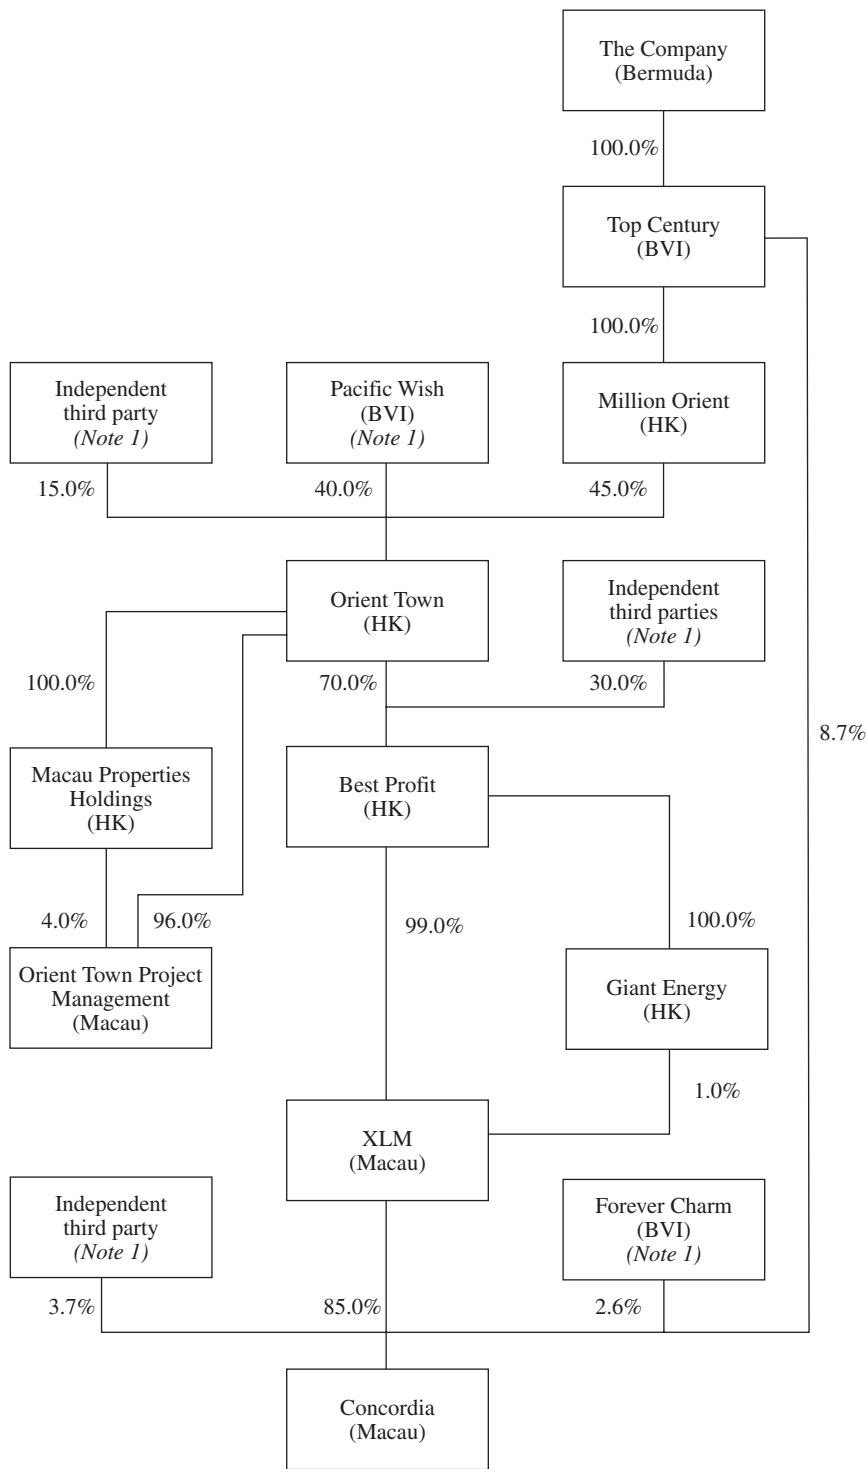 The Company
(Bermuda)
100.0%
Top Century
(BVI)
100.0%
Independent
third party
(Note 1)
Pacific Wish
(BVI)
(Note 1)
Million Orient
(HK)
15.0%
40.0%
45.0%
Orient Town
(HK)
Independent
third parties
(Note 1)
100.0%
70.0%
30.0%
8.7%
Macau Properties
Holdings
(HK)
Best Profit
(HK)
4.0%
96.0%
99.0%
100.0%
Orient Town Project
Management
(Macau)
Giant Energy
(HK)
1.0%
XLM
(Macau)
Independent
third party
(Note 1)
Forever Charm
(BVI)
(Note 1)
3.7%
85.0%
2.6%
Concordia
(Macau)